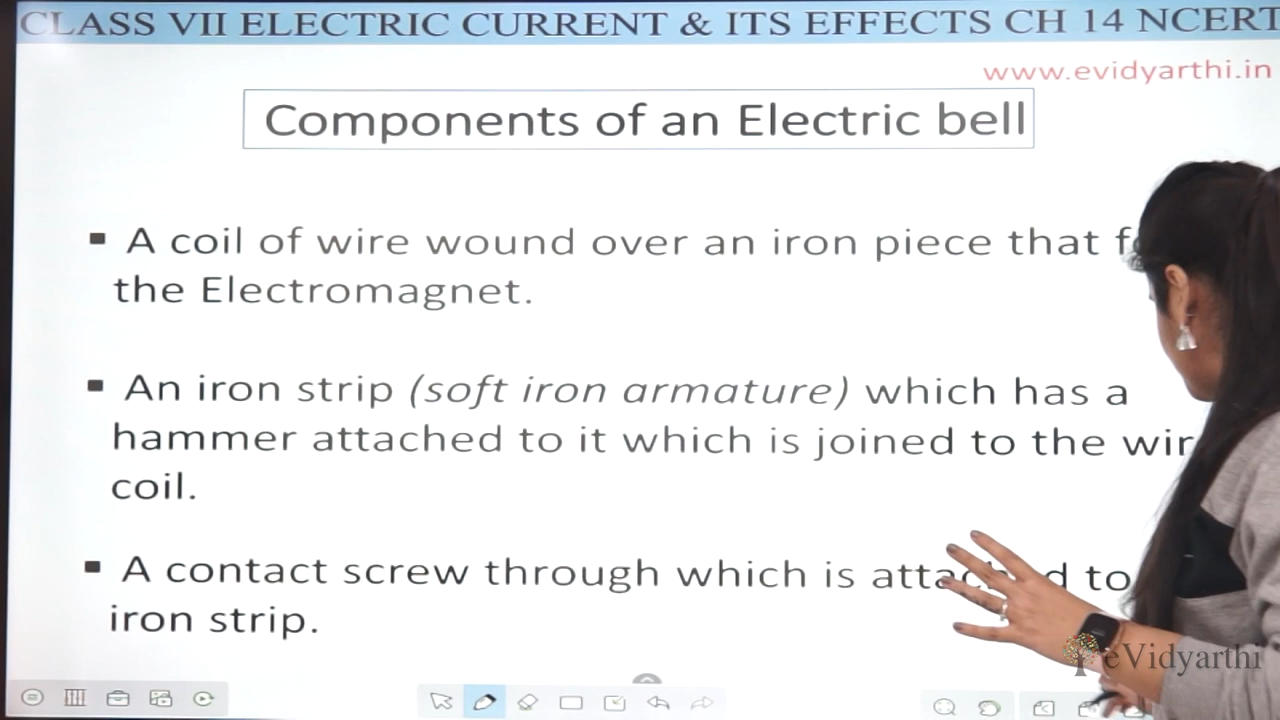 CLASS VII ELECTRIC CURRENT & ITS EFFECTS CH 14 NCERT
www.evidyarthi.in
Components of an Electric bell
▪ A coil of wire wound over an iron piece that
the Electromagnet.
▪ An iron strip (soft iron armature) which has a
hammer attached to it which is joined to the
coil.
▪ A contact screw through which is attached to
iron strip.
eVidyarthi